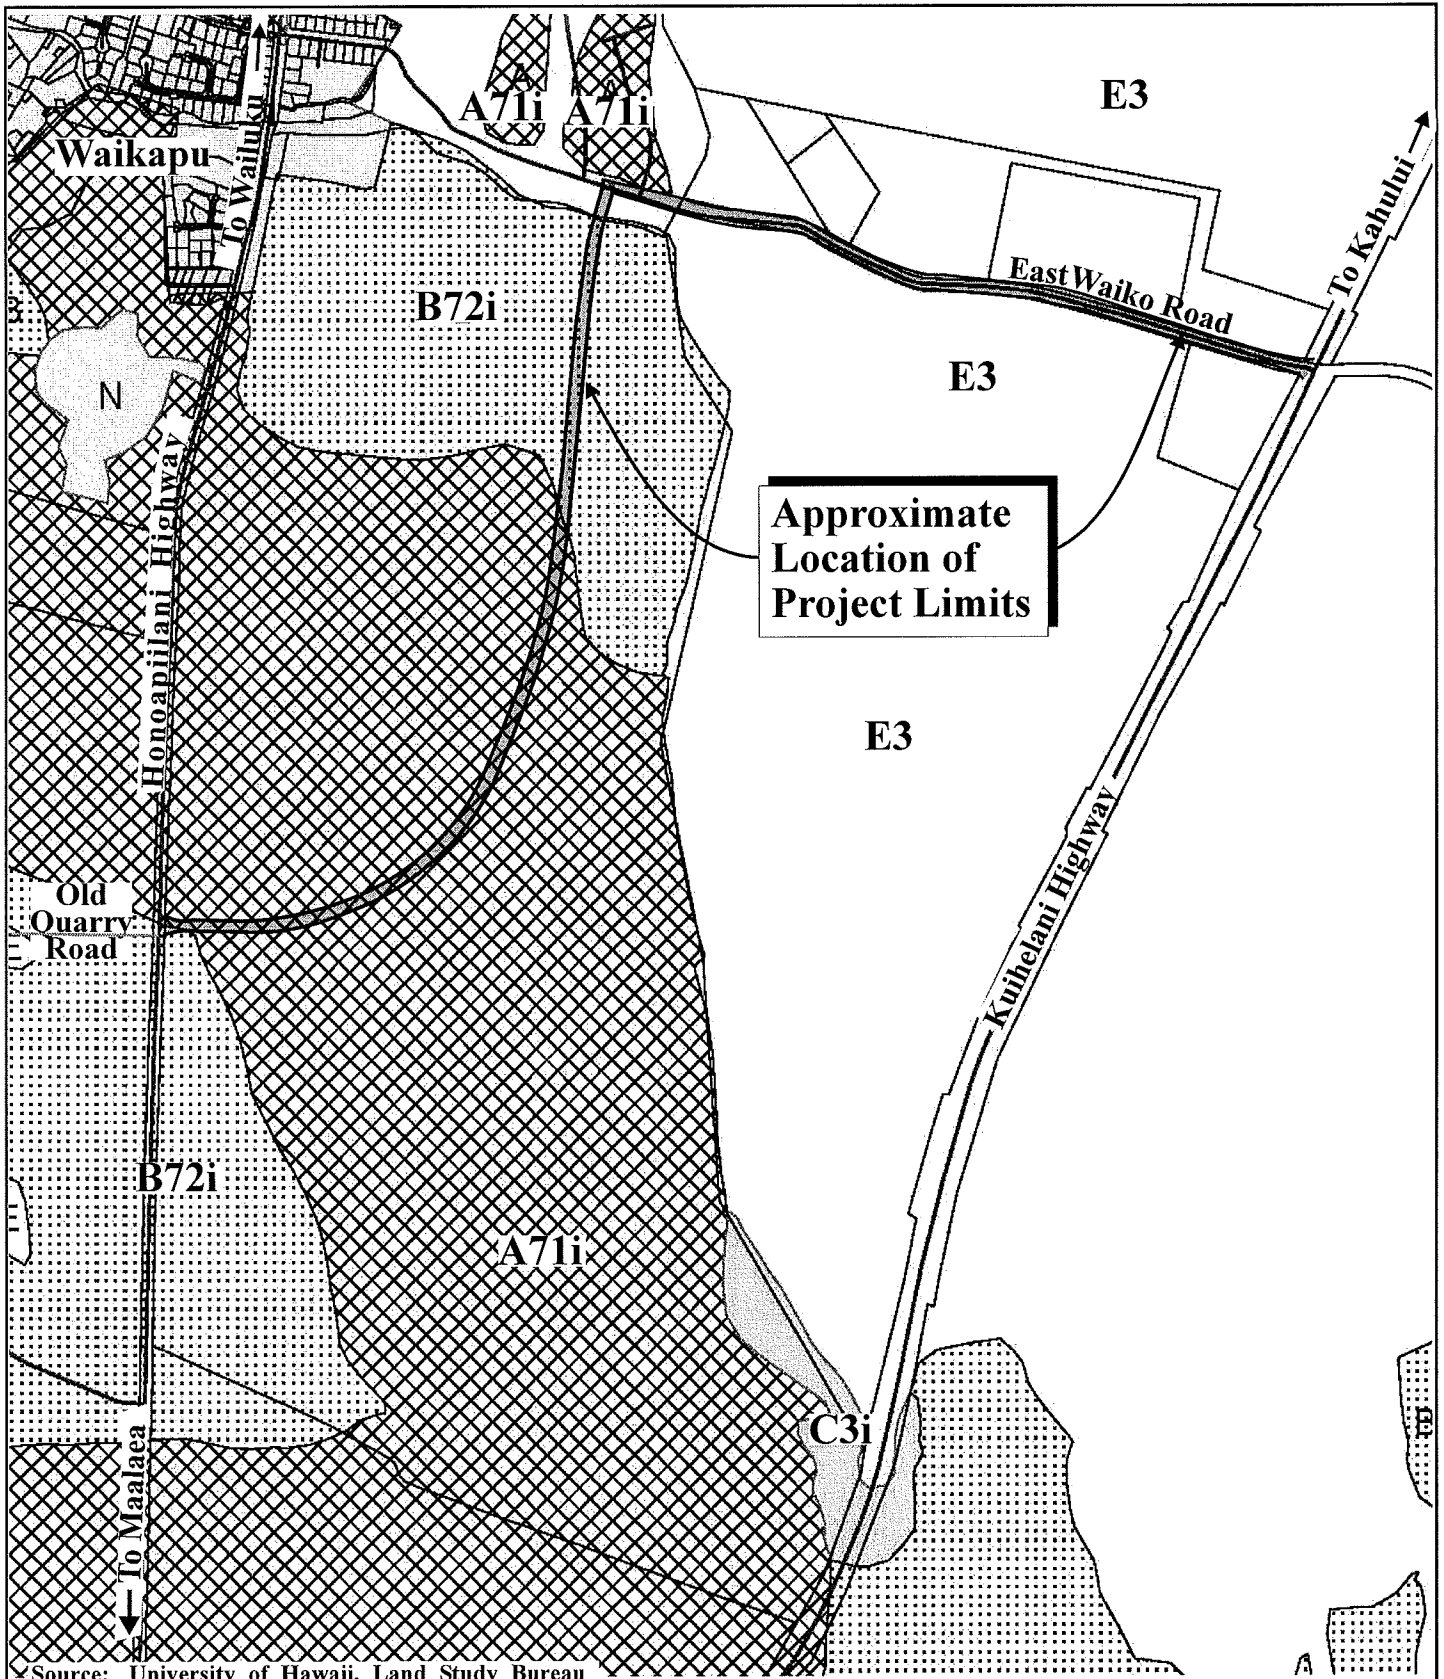 E3
To Wailuku
A71i
A71i
A
Waikapu
To Kahului
East Waiko Road
B72i
E3
N
Approximate
Location of
Project Limits
Honoapiilani Highway
E3
Old
Quarry
Road
Kuihelani Highway
B72i
A71i
C3i
E
To Maalaea
Source: University of Hawaii, Land Study Bureau